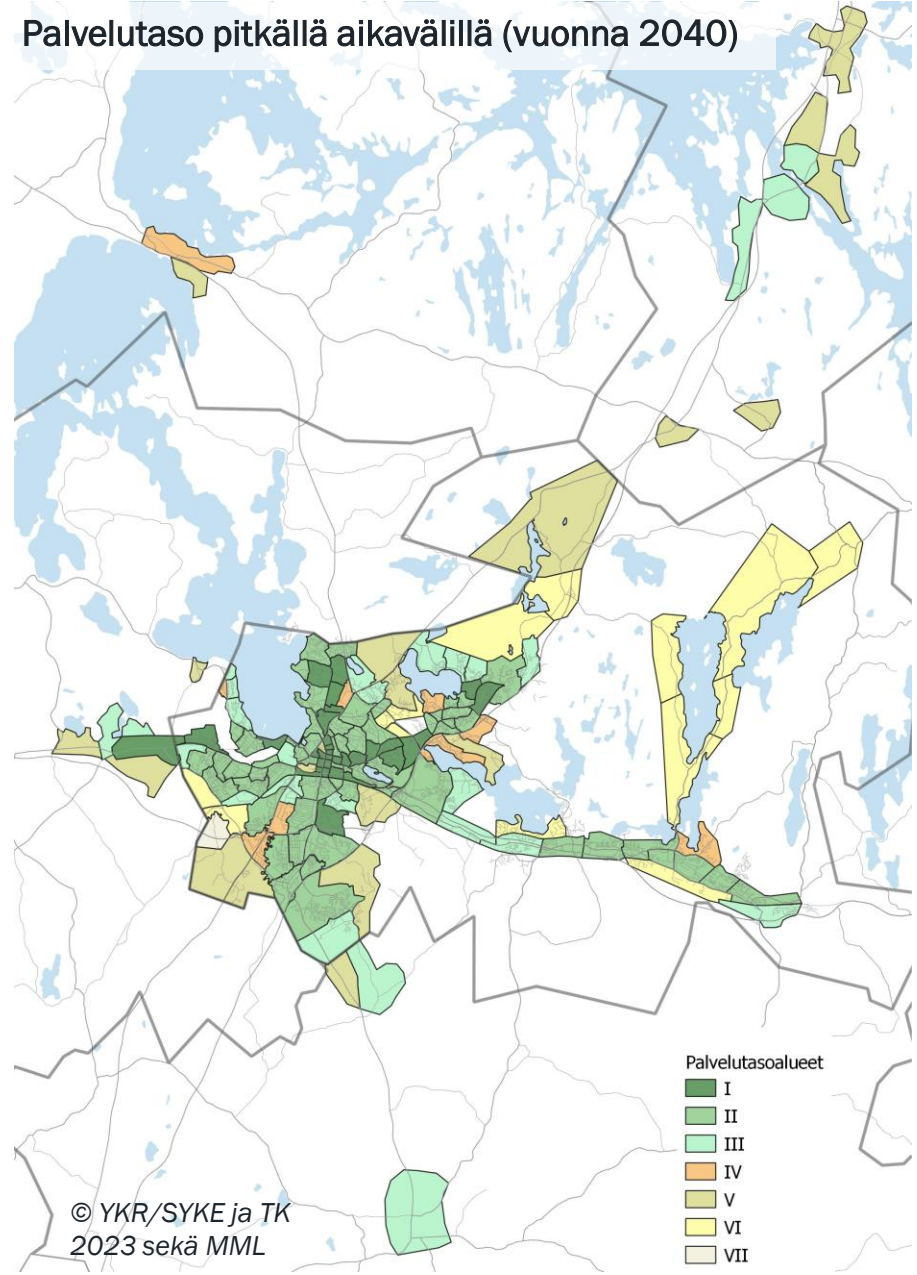 Palvelutaso pitkällä aikavälillä (vuonna 2040)
Palvelutasoalueet
I
II
III
IV
V
VI
VII
© YKR/SYKE ja TK
2023 sekä MML